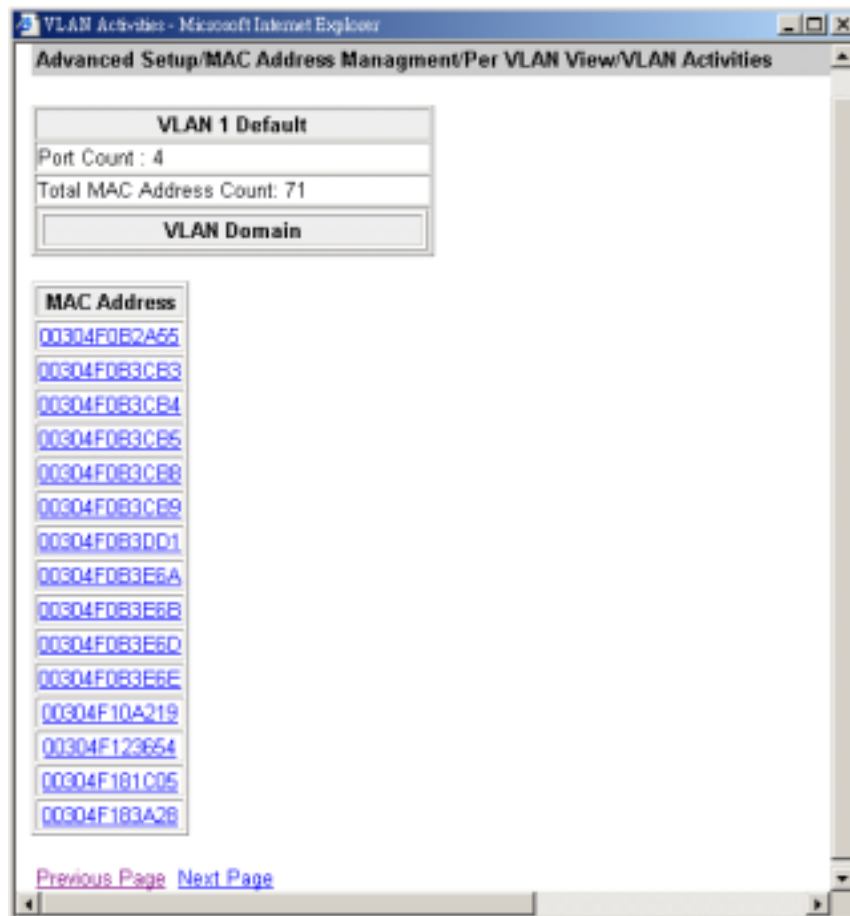 VLAN Activities - Microsoft Internet Explorer
Advanced Setup/MAC Address Managment/Per VLAN View/VLAN Activities
VLAN 1 Default
Port Count : 4
Total MAC Address Count: 71
VLAN Domain
MAC Address
00304F0B2A55
00304F0B3CB3
00304F0B3CB4
00304F0B3CB5
00304F0B3CB8
00304F0B3CB9
00304F0B3DD1
00304F0B3E6A
00304F0B3E6B
00304F0B3E6D
00304F0B3E6E
00304F10A219
00304F123654
00304F181C05
00304F183A28
Previous Page Next Page